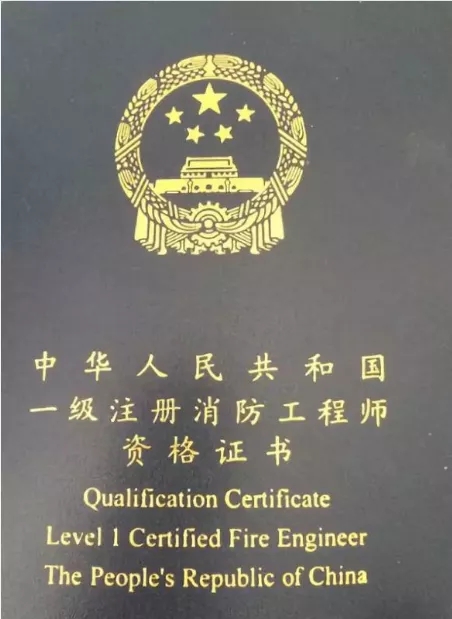 中华人民共和国
一级注册消防工程师
资格证书
Qualification Certificate
Level 1 Certified Fire Engineer
The People's Republic of China